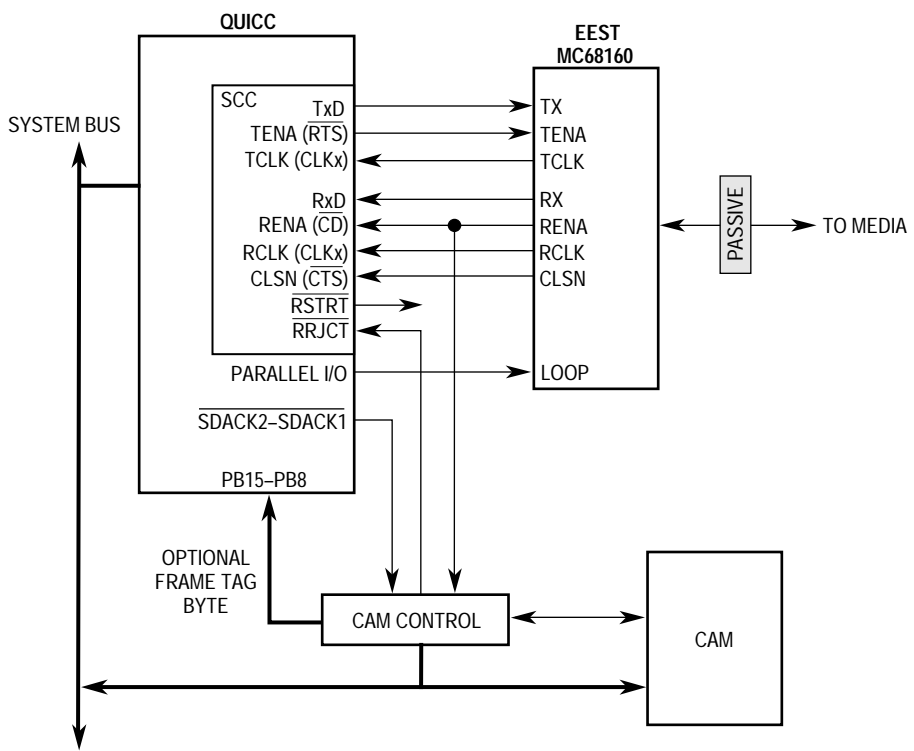 QUICC
EEST
MC68160
SCC
TxD
TX
SYSTEM BUS
TENA (RTS)
TENA
TCLK (CLKx)
TCLK
RxD
RX
RENA (CD)
RENA
PASSIVE
TO MEDIA
RCLK (CLKx)
RCLK
CLSN (CTS)
CLSN
RSTRT
RRJCT
PARALLEL I/O
LOOP
SDACK2–SDACK1
PB15–PB8
OPTIONAL
FRAME TAG
BYTE
CAM CONTROL
CAM